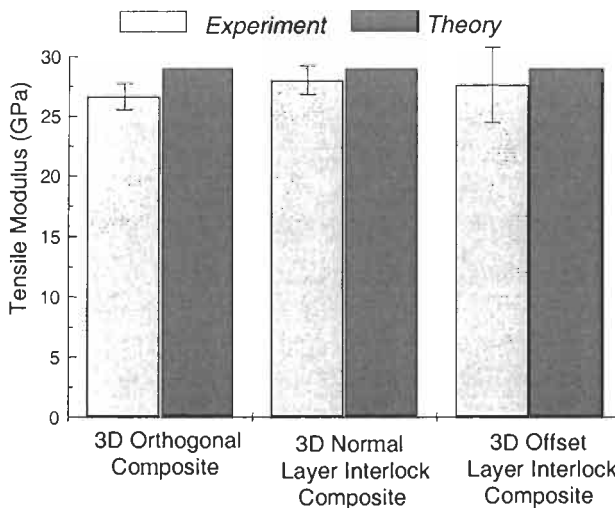 Experiment Theory
30
25
20
15
10
5
0
Tensile Modulus (GPa)
3D Orthogonal
Composite
3D Normal
Layer Interlock
Composite
3D Offset
Layer Interlock
Composite